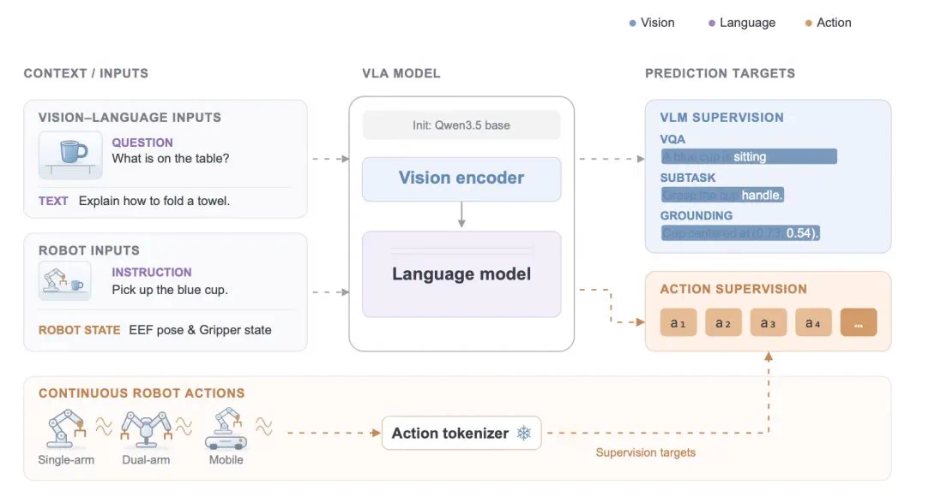 Vision Language Action
CONTEXT / INPUTS
VLA MODEL
PREDICTION TARGETS
VISION–LANGUAGE INPUTS
QUESTION
What is on the table?
TEXT Explain how to fold a towel.
ROBOT INPUTS
INSTRUCTION
Pick up the blue cup.
ROBOT STATE EEF pose & Gripper state
Init: Qwen3.5 base
Vision encoder
Language model
VLM SUPERVISION
VQA
A blue cup is sitting
SUBTASK
Grasp the cup handle.
GROUNDING
Cup centered at (0.73, 0.54).
ACTION SUPERVISION
a₁ a₂ a₃ a₄ ...
CONTINUOUS ROBOT ACTIONS
Single-arm Dual-arm Mobile
Action tokenizer
Supervision targets